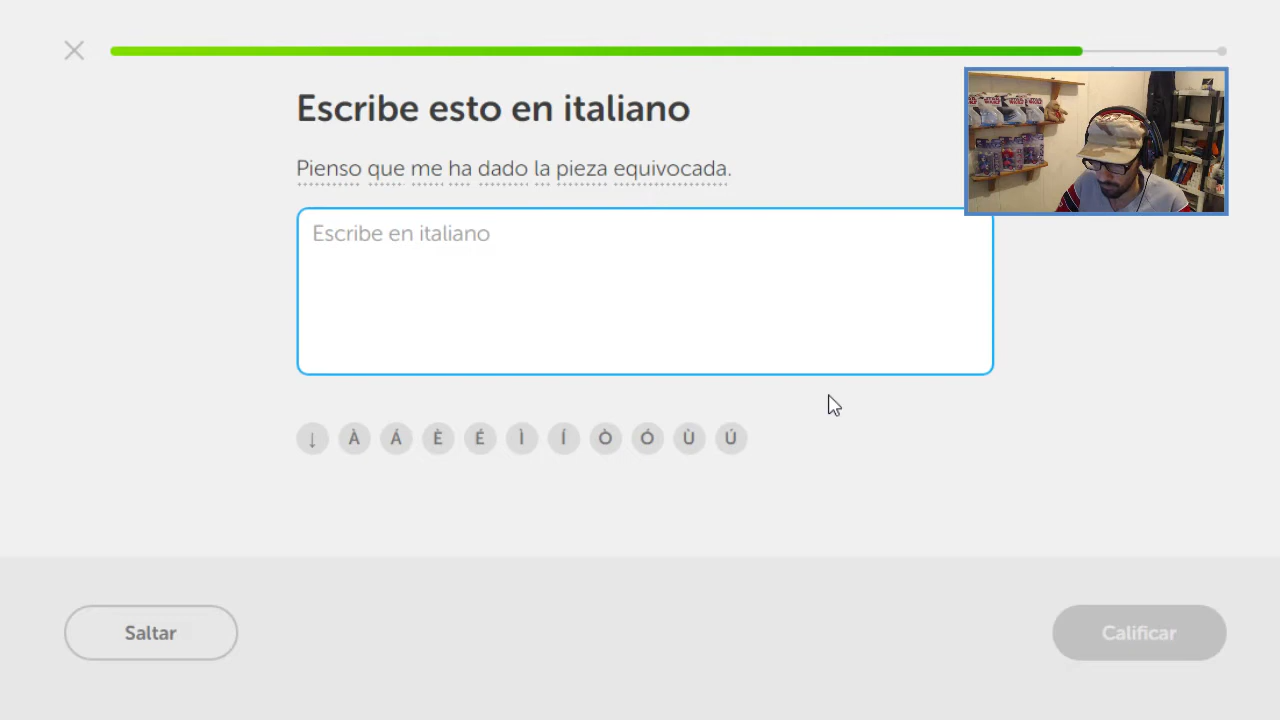 Escribe esto en italiano
Pienso que me ha dado la pieza equivocada.
Escribe en italiano
↓ À Á È É Ì Í Ò Ó Ù Ú
Saltar
Calificar